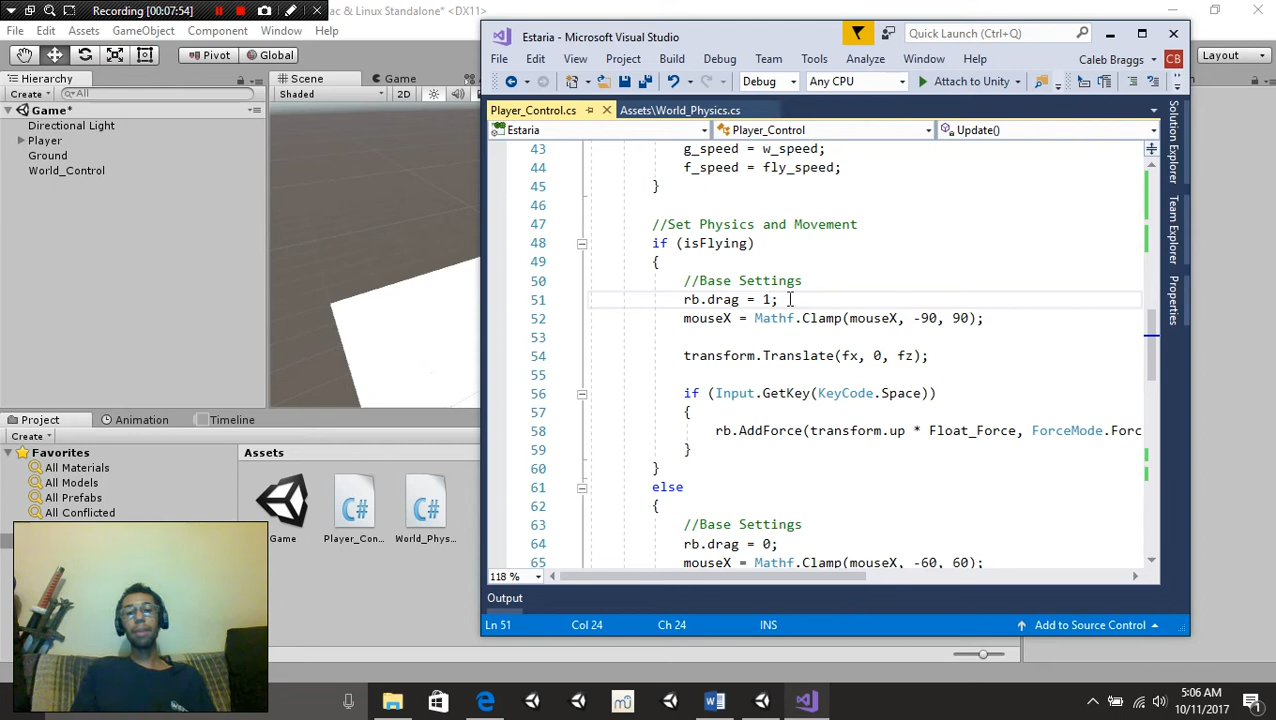 Recording [00:07:54]
ac & Linux Standalone* <DX11>
File Edit Assets GameObject Component Window Help
Pivot Global
Layout
Hierarchy
Create
All
Game*
Directional Light
Player
Ground
World_Control
Scene
Game
Shaded
2D
Estaria - Microsoft Visual Studio
Quick Launch (Ctrl+Q)
File Edit View Project Build Debug Team Tools Analyze Window Help
Caleb Braggs
CB
Debug
Any CPU
Attach to Unity
Player_Control.cs
Assets\World_Physics.cs
Estaria
Player_Control
Update()
43 g_speed = w_speed;
44 f_speed = fly_speed;
45 }
46
47 //Set Physics and Movement
48 if (isFlying)
49 {
50 //Base Settings
51 rb.drag = 1;
52 mouseX = Mathf.Clamp(mouseX, -90, 90);
53
54 transform.Translate(fx, 0, fz);
55
56 if (Input.GetKey(KeyCode.Space))
57 {
58 rb.AddForce(transform.up * Float_Force, ForceMode.Forc
59 }
60 }
61 else
62 {
63 //Base Settings
64 rb.drag = 0;
65 mouseX = Mathf.Clamp(mouseX, -60, 60);
118 %
Output
Ln 51
Col 24
Ch 24
INS
Add to Source Control
Solution Explorer
Team Explorer
Properties
Project
Animation
Timeline
Create
Favorites
All Materials
All Models
All Prefabs
All Conflicted
Assets
Game
Player_Con...
World_Phys...
C#
C#
5:06 AM
10/11/2017